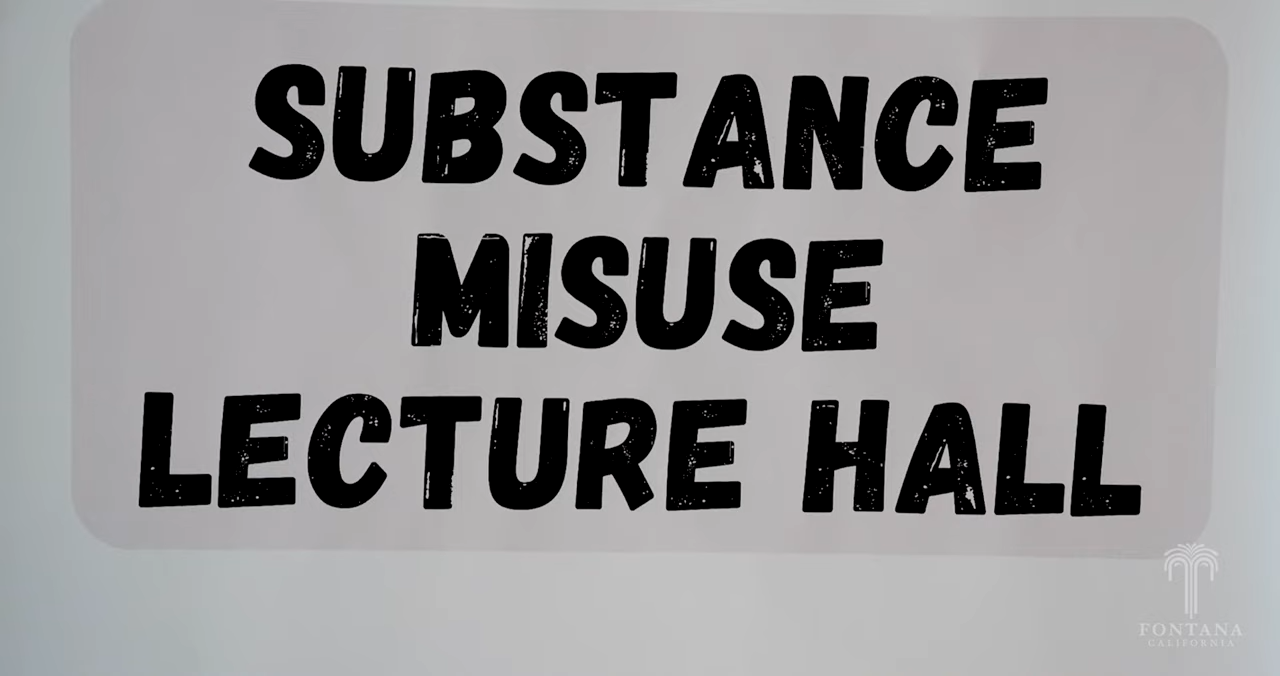 SUBSTANCE
MISUSE
LECTURE HALL
FONTANA
CALIFORNIA